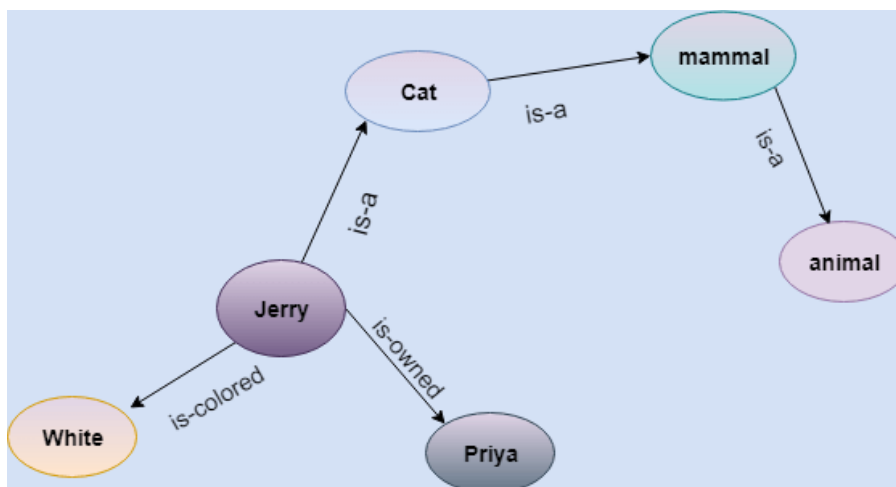 mammal
Cat
is-a
is-a
is-a
animal
Jerry
is-owned
is-colored
White
Priya